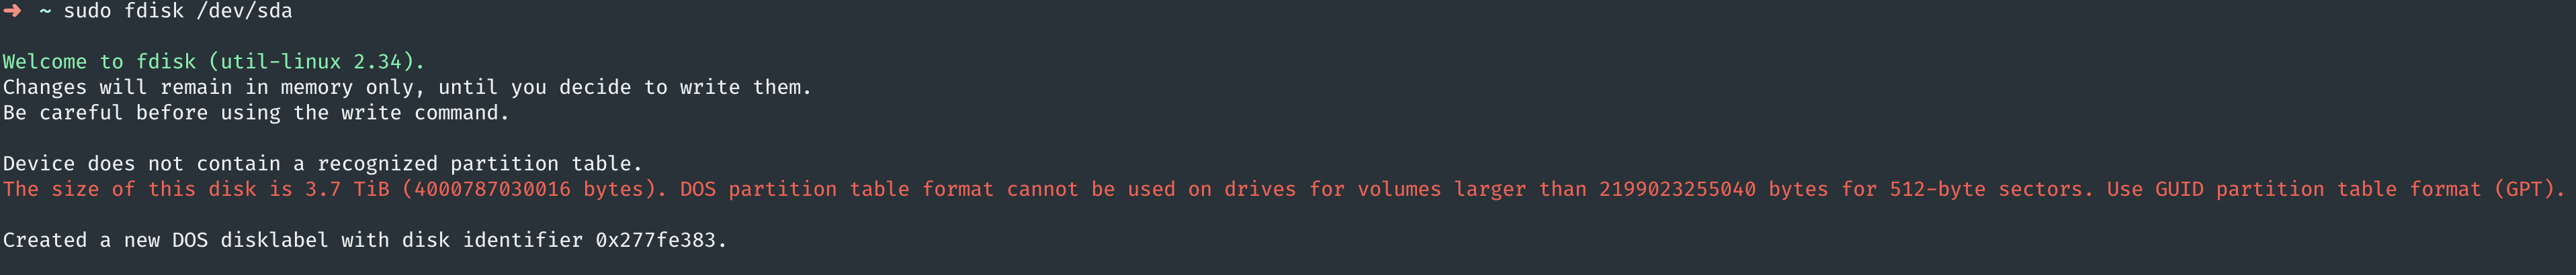 ➜ ~ sudo fdisk /dev/sda
Welcome to fdisk (util-linux 2.34).
Changes will remain in memory only, until you decide to write them.
Be careful before using the write command.
Device does not contain a recognized partition table.
The size of this disk is 3.7 TiB (4000787030016 bytes). DOS partition table format cannot be used on drives for volumes larger than 2199023255040 bytes for 512-byte sectors. Use GUID partition table format (GPT).
Created a new DOS disklabel with disk identifier 0x277fe383.